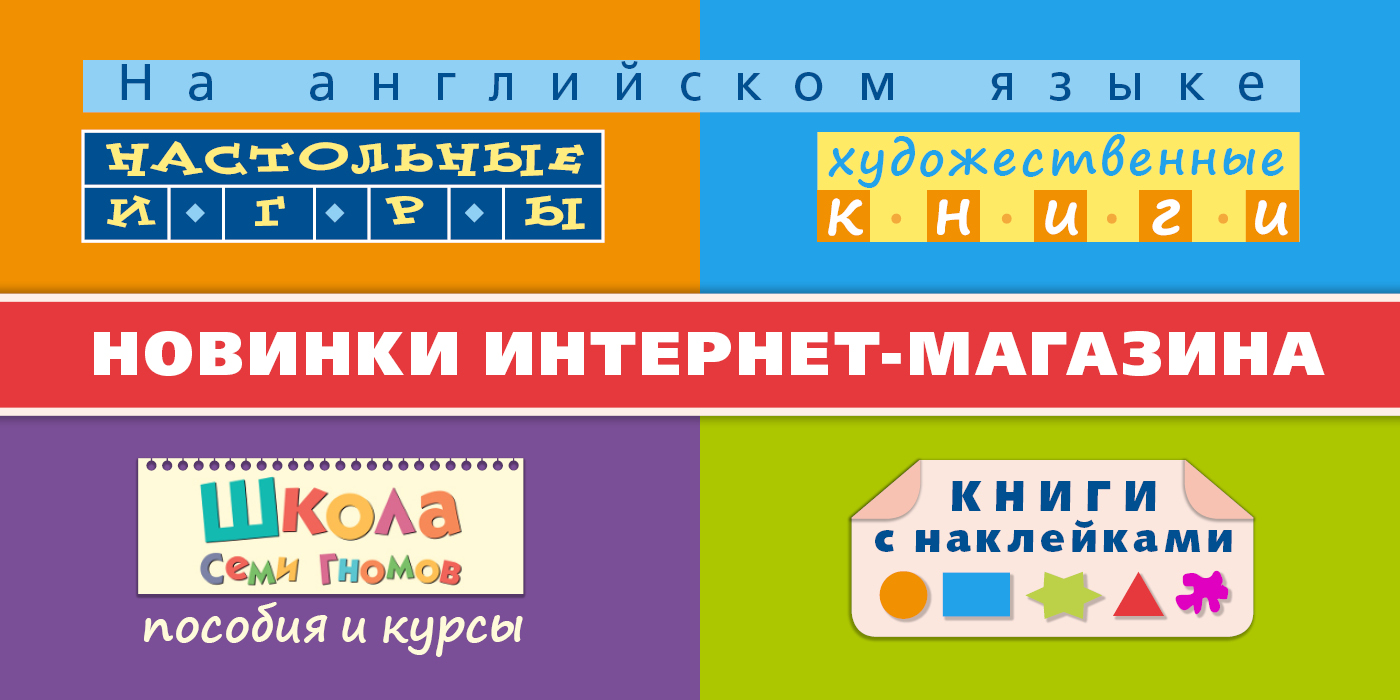 На английском языке
НАСТОЛЬНЫЕ
ИГРЫ
художественные
книги
НОВИНКИ ИНТЕРНЕТ-МАГАЗИНА
Школа
Семи Гномов
пособия и курсы
КНИГИ
с наклейками